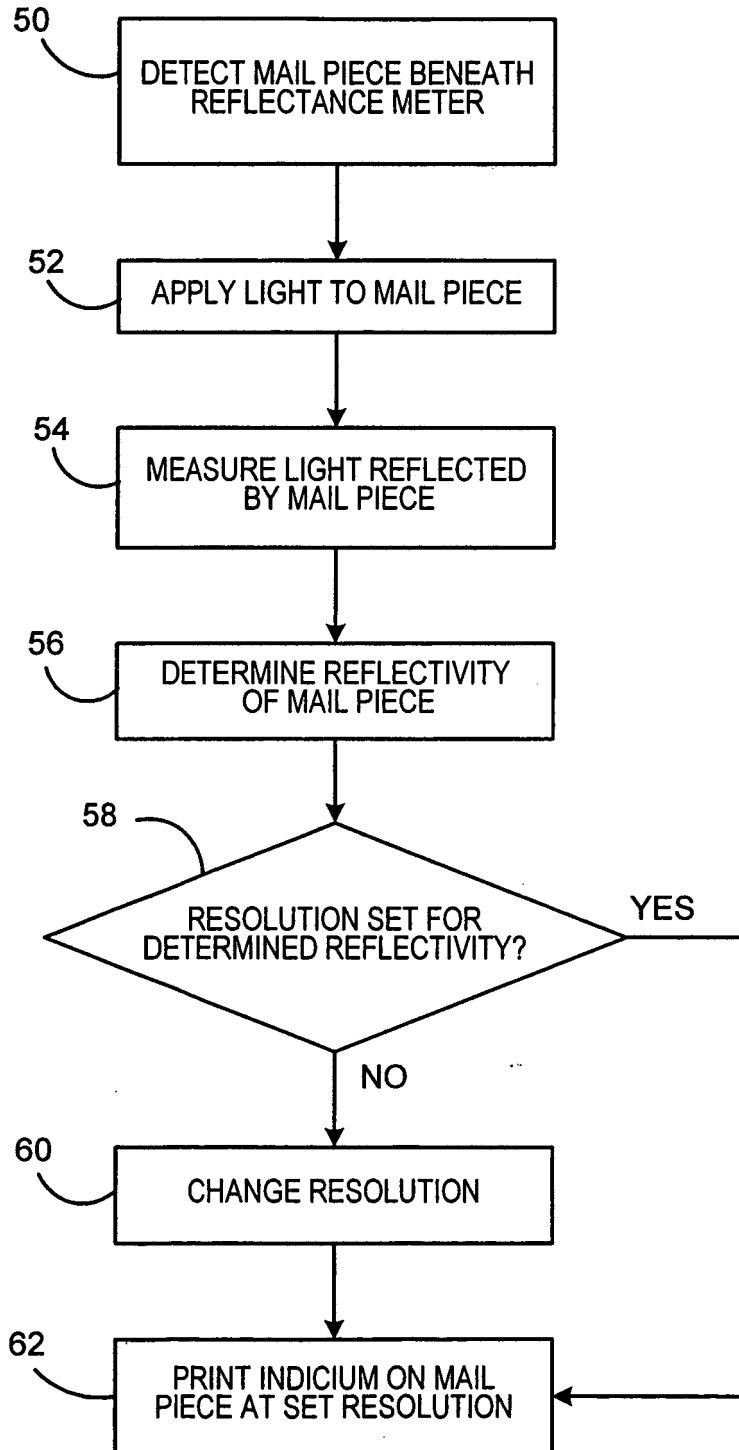 50
DETECT MAIL PIECE BENEATH
REFLECTANCE METER
52
APPLY LIGHT TO MAIL PIECE
54
MEASURE LIGHT REFLECTED
BY MAIL PIECE
56
DETERMINE REFLECTIVITY
OF MAIL PIECE
58
RESOLUTION SET FOR
DETERMINED REFLECTIVITY?
YES
NO
60
CHANGE RESOLUTION
62
PRINT INDICIUM ON MAIL
PIECE AT SET RESOLUTION